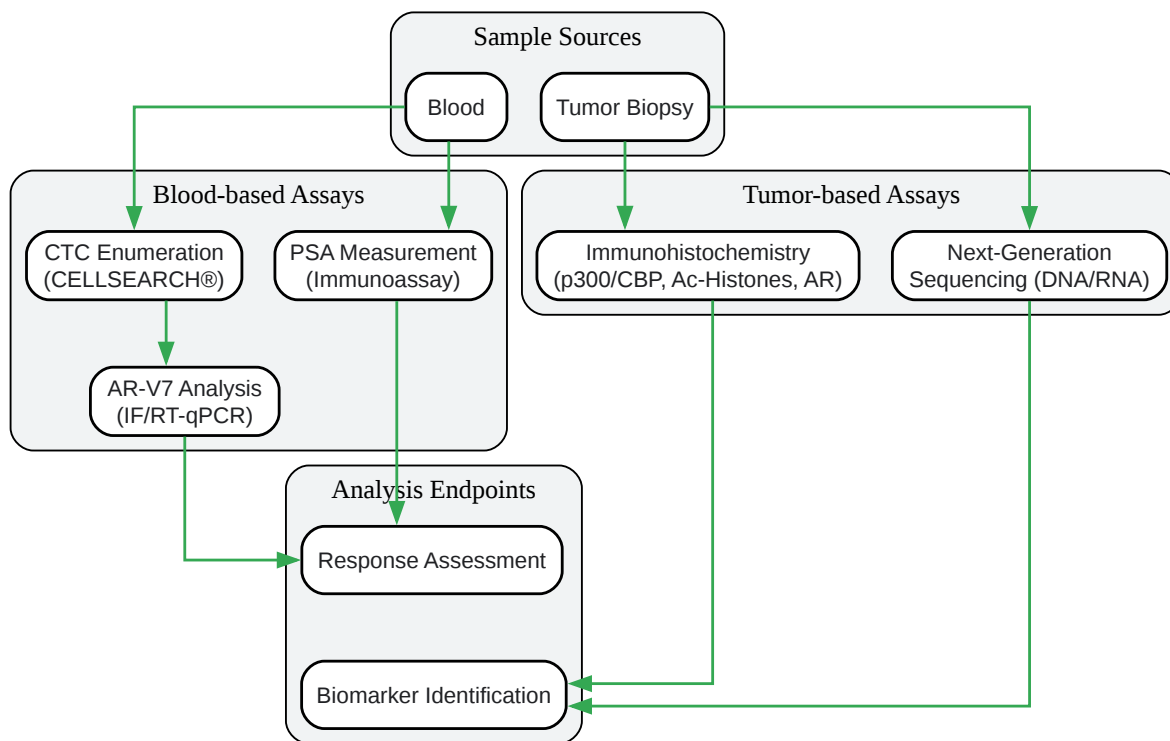 Sample Sources
Blood
Tumor Biopsy
Blood-based Assays
CTC Enumeration
(CELLSEARCH®)
PSA Measurement
(Immunoassay)
AR-V7 Analysis
(IF/RT-qPCR)
Tumor-based Assays
Immunohistochemistry
(p300/CBP, Ac-Histones, AR)
Next-Generation
Sequencing (DNA/RNA)
Analysis Endpoints
Response Assessment
Biomarker Identification